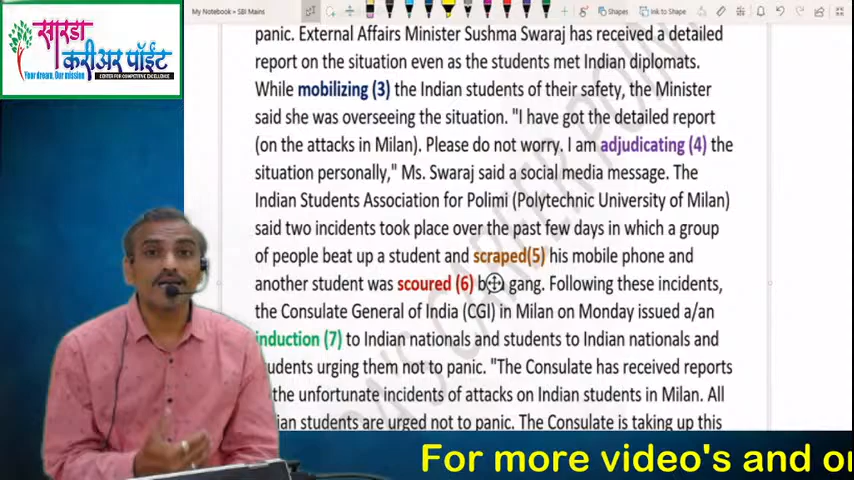 My Notebook » SBI Mains
Shapes
Ink to Shape
सारडा
करीअर पॉईंट
Your dream. Our mission
CENTER FOR COMPETITIVE EXCELLENCE
panic. External Affairs Minister Sushma Swaraj has received a detailed
report on the situation even as the students met Indian diplomats.
While mobilizing (3) the Indian students of their safety, the Minister
said she was overseeing the situation. "I have got the detailed report
(on the attacks in Milan). Please do not worry. I am adjudicating (4) the
situation personally," Ms. Swaraj said a social media message. The
Indian Students Association for Polimi (Polytechnic University of Milan)
said two incidents took place over the past few days in which a group
of people beat up a student and scraped(5) his mobile phone and
another student was scoured (6) gang. Following these incidents,
the Consulate General of India (CGI) in Milan on Monday issued a/an
induction (7) to Indian nationals and students to Indian nationals and
students urging them not to panic. "The Consulate has received reports
the unfortunate incidents of attacks on Indian students in Milan. All
students are urged not to panic. The Consulate is taking up this
For more video's and